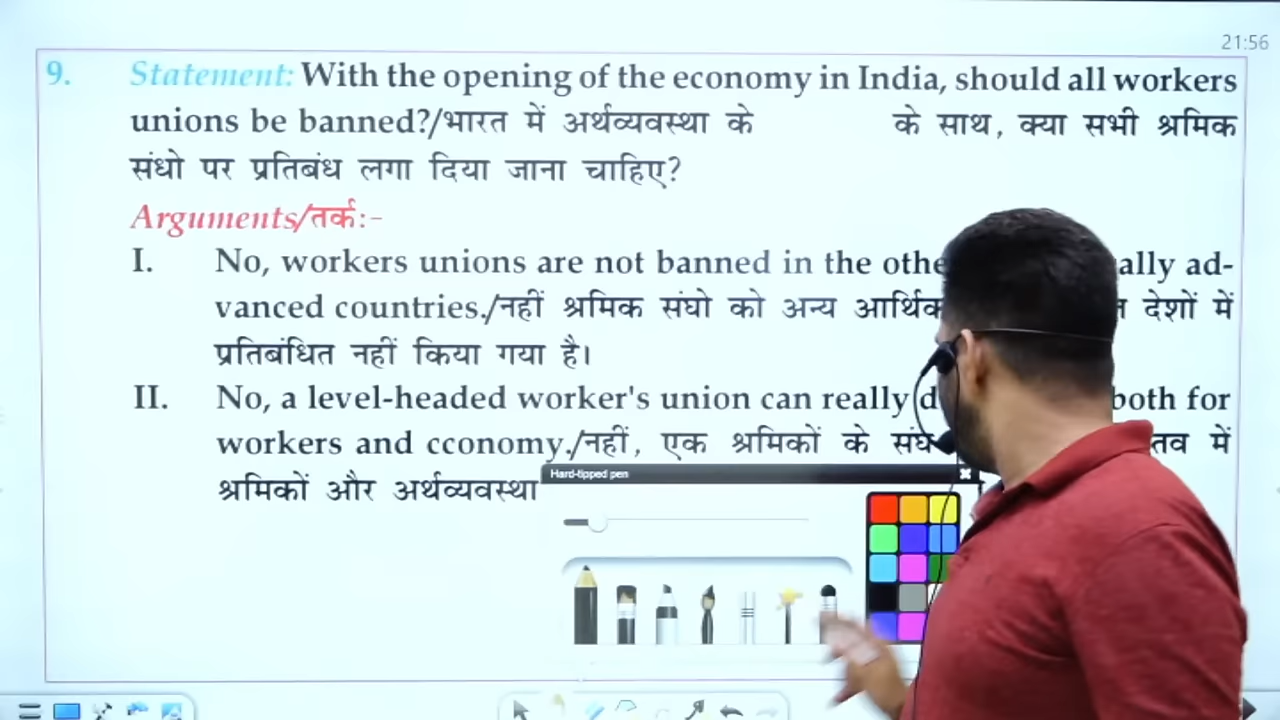 21:56
9. Statement: With the opening of the economy in India, should all workers
unions be banned?/भारत में अर्थव्यवस्था के के साथ, क्या सभी श्रमिक
संघो पर प्रतिबंध लगा दिया जाना चाहिए?
Arguments/तर्क:-
I. No, workers unions are not banned in the othe ally ad-
vanced countries./नहीं श्रमिक संघो को अन्य आर्थिक देशों में
प्रतिबंधित नहीं किया गया है।
II. No, a level-headed worker's union can really both for
workers and cconomy./नहीं, एक श्रमिकों के संघ में
श्रमिकों और अर्थव्यवस्था
Hard-tipped pen